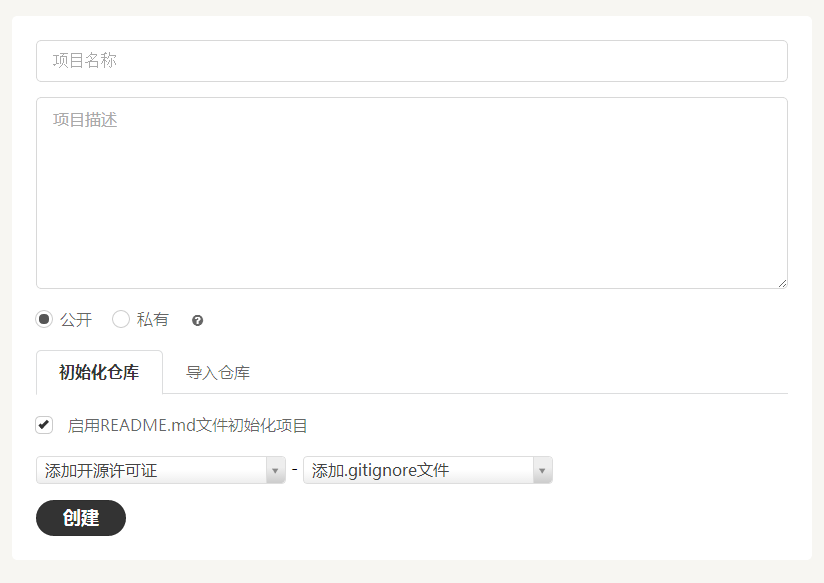 项目名称
项目描述
公开 私有
初始化仓库 导入仓库
启用README.md文件初始化项目
添加开源许可证 - 添加.gitignore文件
创建